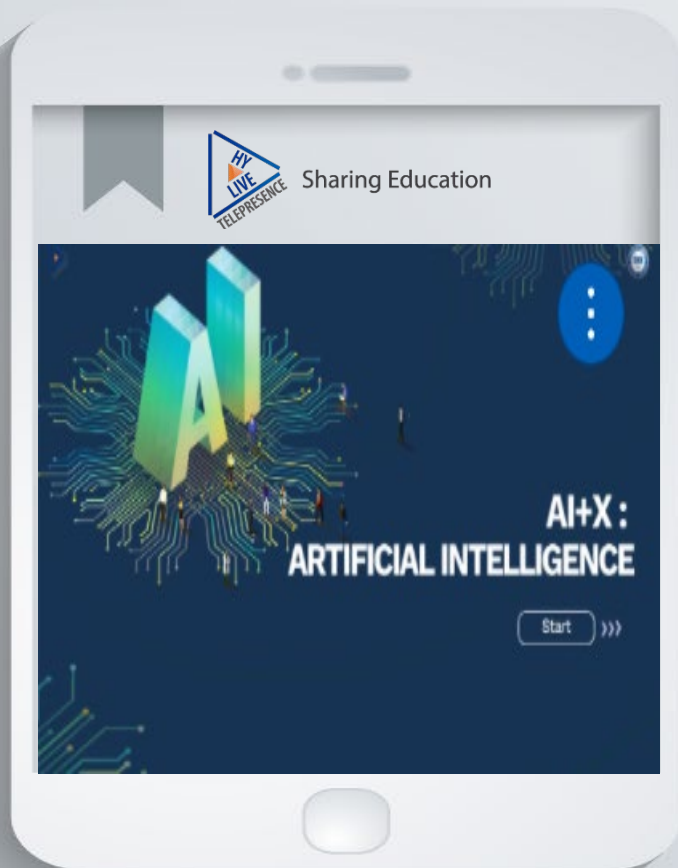 HY
LIVE
TELEPRESENCE
Sharing Education
AI
AI+X :
ARTIFICIAL INTELLIGENCE
Start